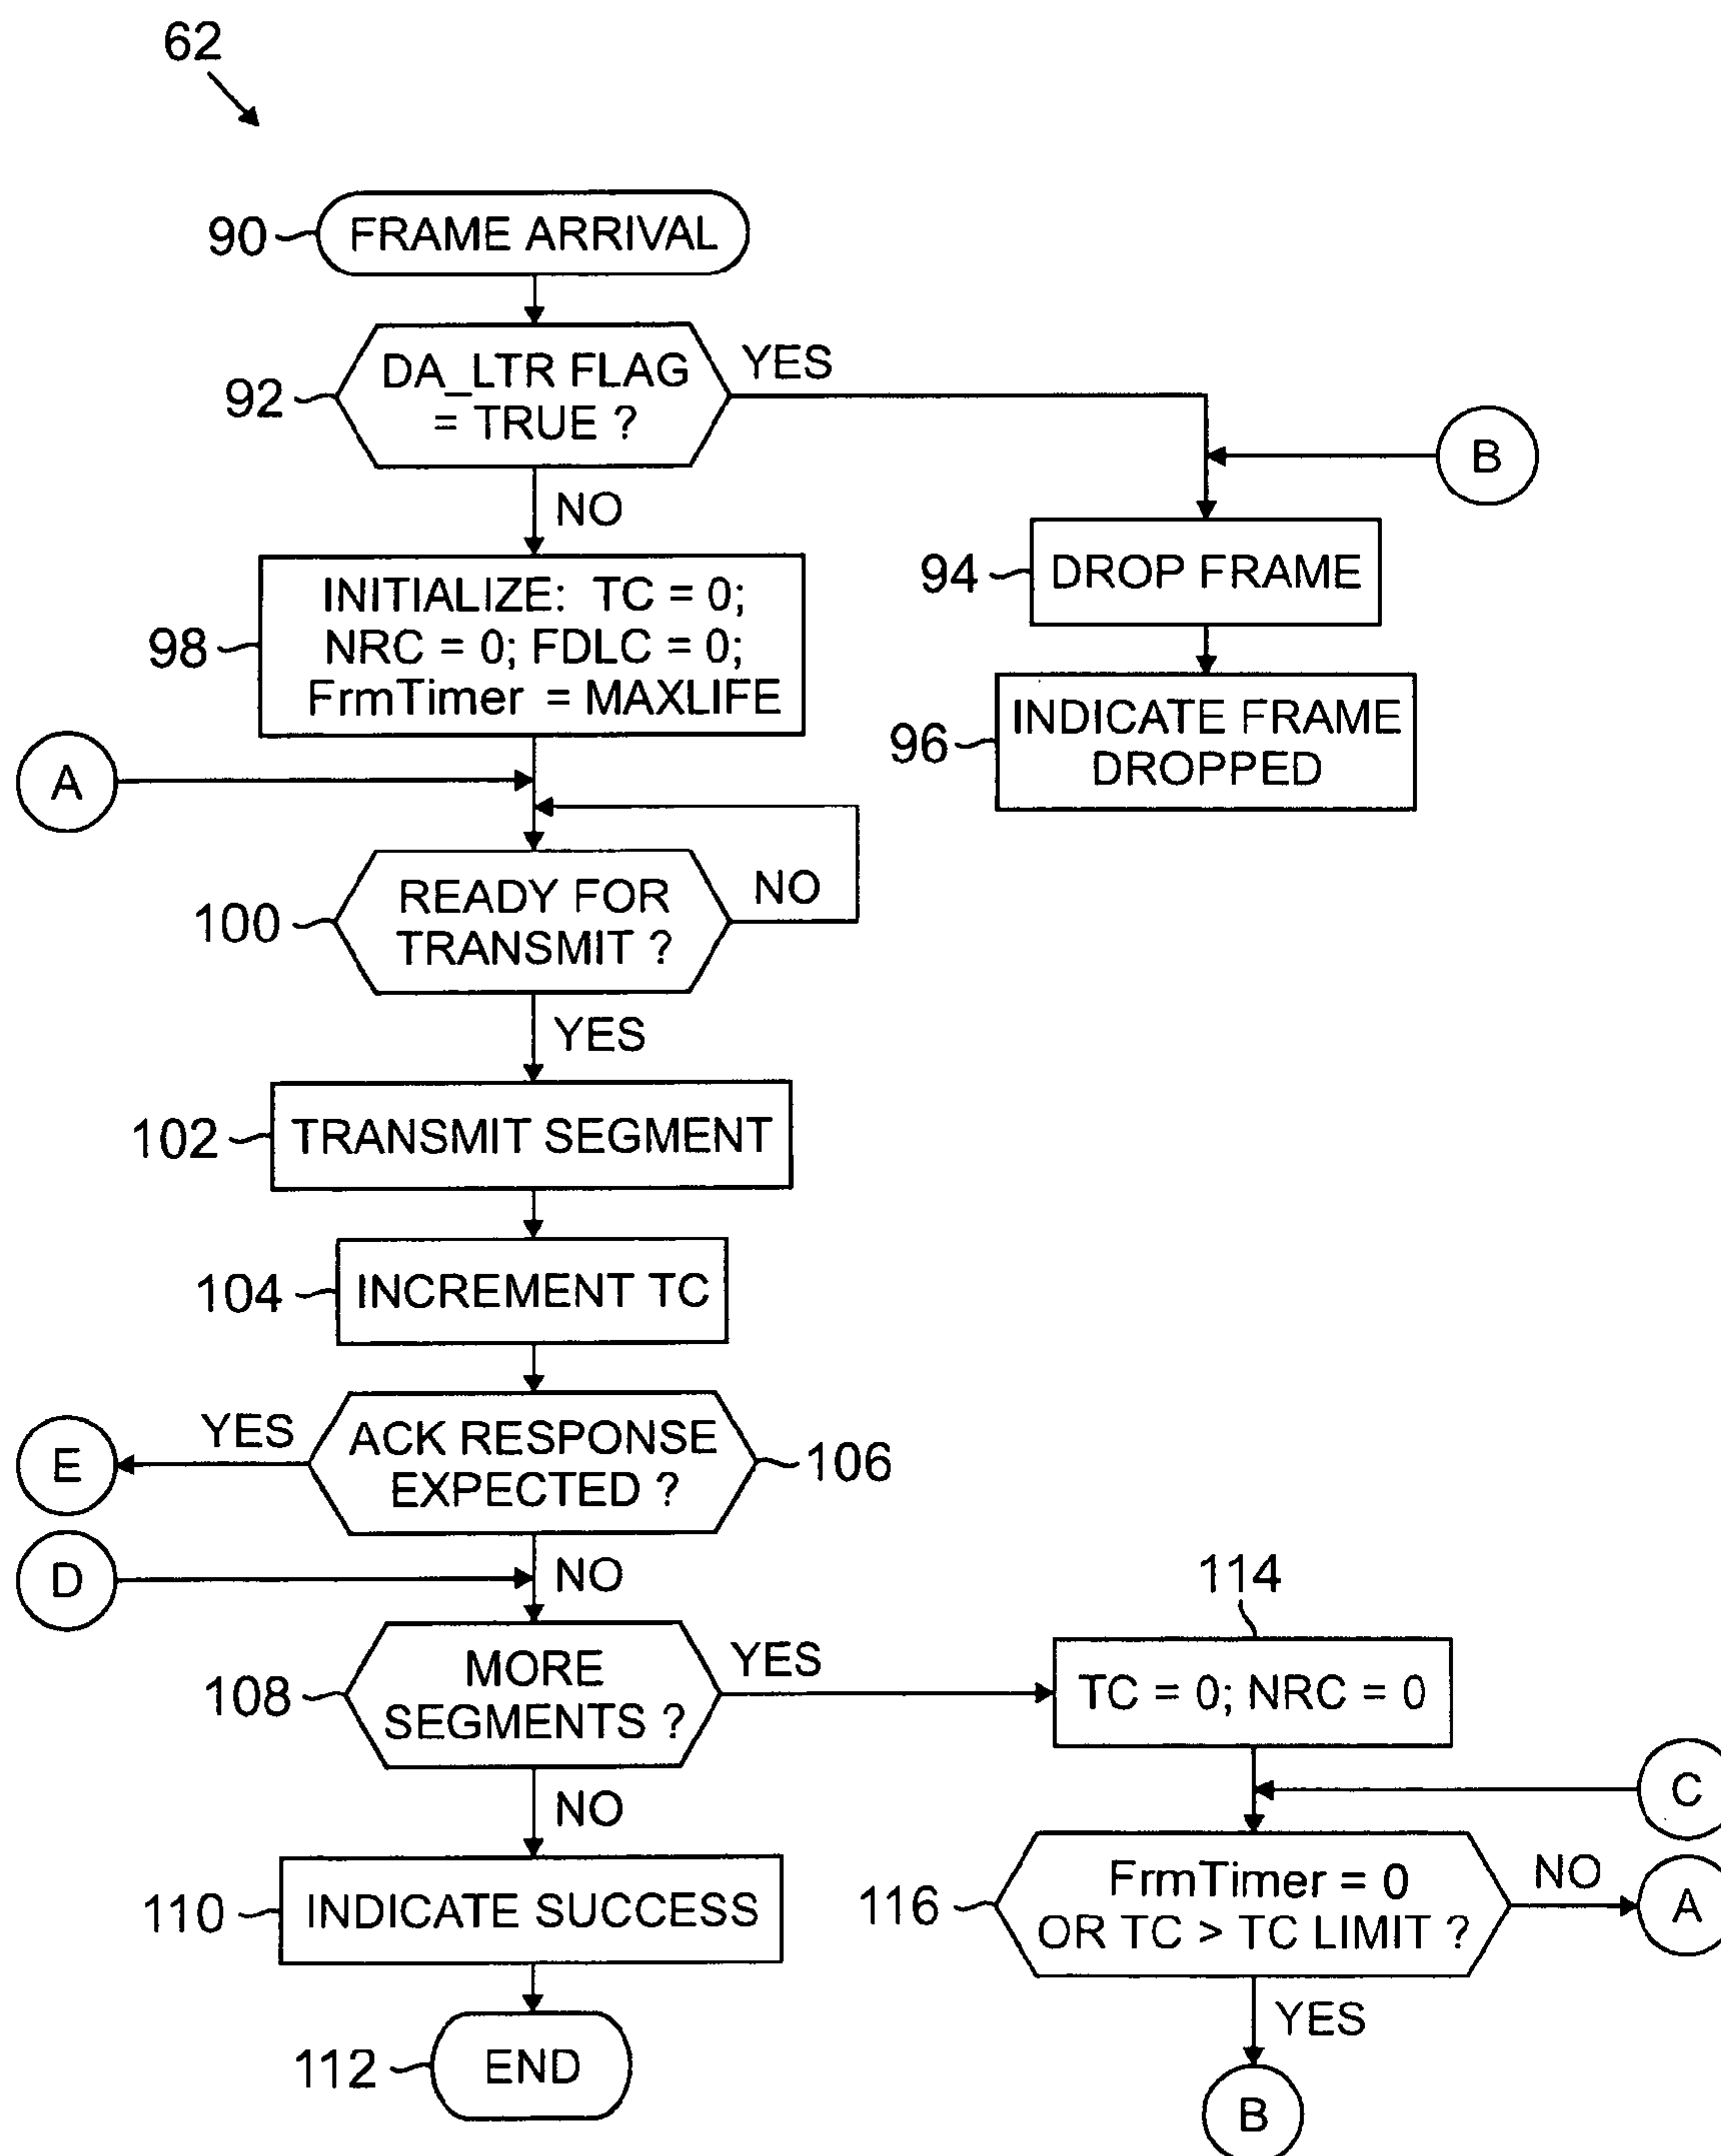 62
90
FRAME ARRIVAL
92
DA_LTR FLAG
= TRUE ?
YES
B
NO
94
DROP FRAME
98
INITIALIZE: TC = 0;
NRC = 0; FDLC = 0;
FrmTimer = MAXLIFE
96
INDICATE FRAME
DROPPED
A
100
READY FOR
TRANSMIT ?
NO
YES
102
TRANSMIT SEGMENT
104
INCREMENT TC
E
YES
ACK RESPONSE
EXPECTED ?
106
D
NO
108
MORE
SEGMENTS ?
YES
114
TC = 0; NRC = 0
C
NO
110
INDICATE SUCCESS
116
FrmTimer = 0
OR TC > TC LIMIT ?
NO
A
YES
112
END
B